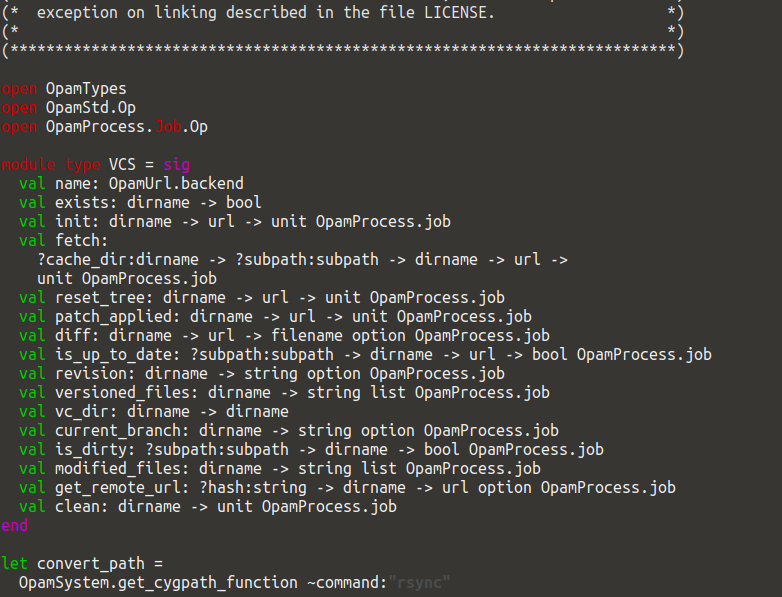 (*  exception on linking described in the file LICENSE.                   *)
(*                                                                        *)
(**************************************************************************)

open OpamTypes
open OpamStd.Op
open OpamProcess.Job.Op

module type VCS = sig
  val name: OpamUrl.backend
  val exists: dirname -> bool
  val init: dirname -> url -> unit OpamProcess.job
  val fetch:
    ?cache_dir:dirname -> ?subpath:subpath -> dirname -> url ->
    unit OpamProcess.job
  val reset_tree: dirname -> url -> unit OpamProcess.job
  val patch_applied: dirname -> url -> unit OpamProcess.job
  val diff: dirname -> url -> filename option OpamProcess.job
  val is_up_to_date: ?subpath:subpath -> dirname -> url -> bool OpamProcess.job
  val revision: dirname -> string option OpamProcess.job
  val versioned_files: dirname -> string list OpamProcess.job
  val vc_dir: dirname -> dirname
  val current_branch: dirname -> string option OpamProcess.job
  val is_dirty: ?subpath:subpath -> dirname -> bool OpamProcess.job
  val modified_files: dirname -> string list OpamProcess.job
  val get_remote_url: ?hash:string -> dirname -> url option OpamProcess.job
  val clean: dirname -> unit OpamProcess.job
end

let convert_path =
  OpamSystem.get_cygpath_function ~command:"rsync"